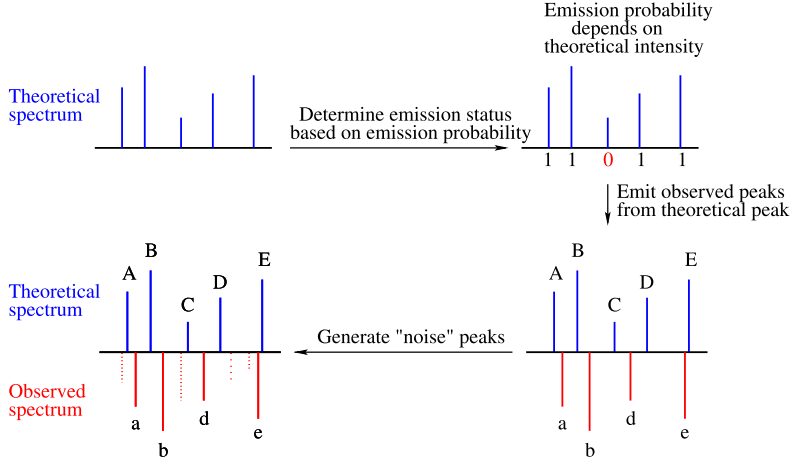 Emission probability
depends on
theoretical intensity
Theoretical
spectrum
Determine emission status
based on emission probability
1 1 0 1 1
Emit observed peaks
from theoretical peak
A B C D E
Theoretical
spectrum
Observed
spectrum
a b d e
Generate "noise" peaks
A B C D E
a b d e